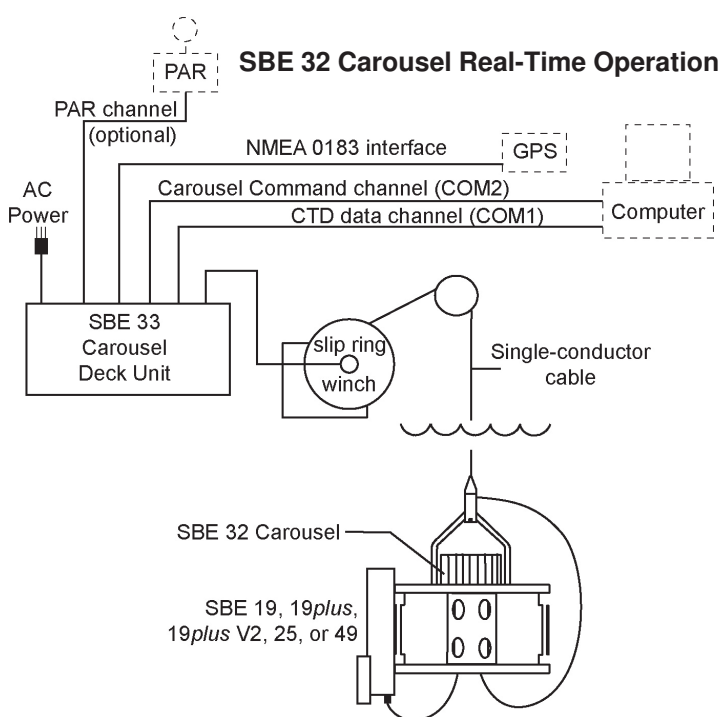 SBE 32 Carousel Real-Time Operation
PAR
PAR channel
(optional)
NMEA 0183 interface
GPS
AC
Power
Carousel Command channel (COM2)
CTD data channel (COM1)
Computer
SBE 33
Carousel
Deck Unit
slip ring
winch
Single-conductor
cable
SBE 32 Carousel
SBE 19, 19plus,
19plus V2, 25, or 49